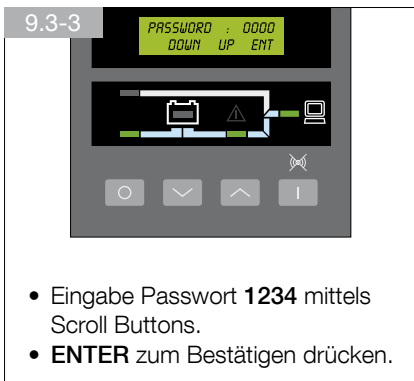 9.3-3
PASSWORD : 0000
DOWN UP ENT
• Eingabe Passwort 1234 mittels
Scroll Buttons.
• ENTER zum Bestätigen drücken.